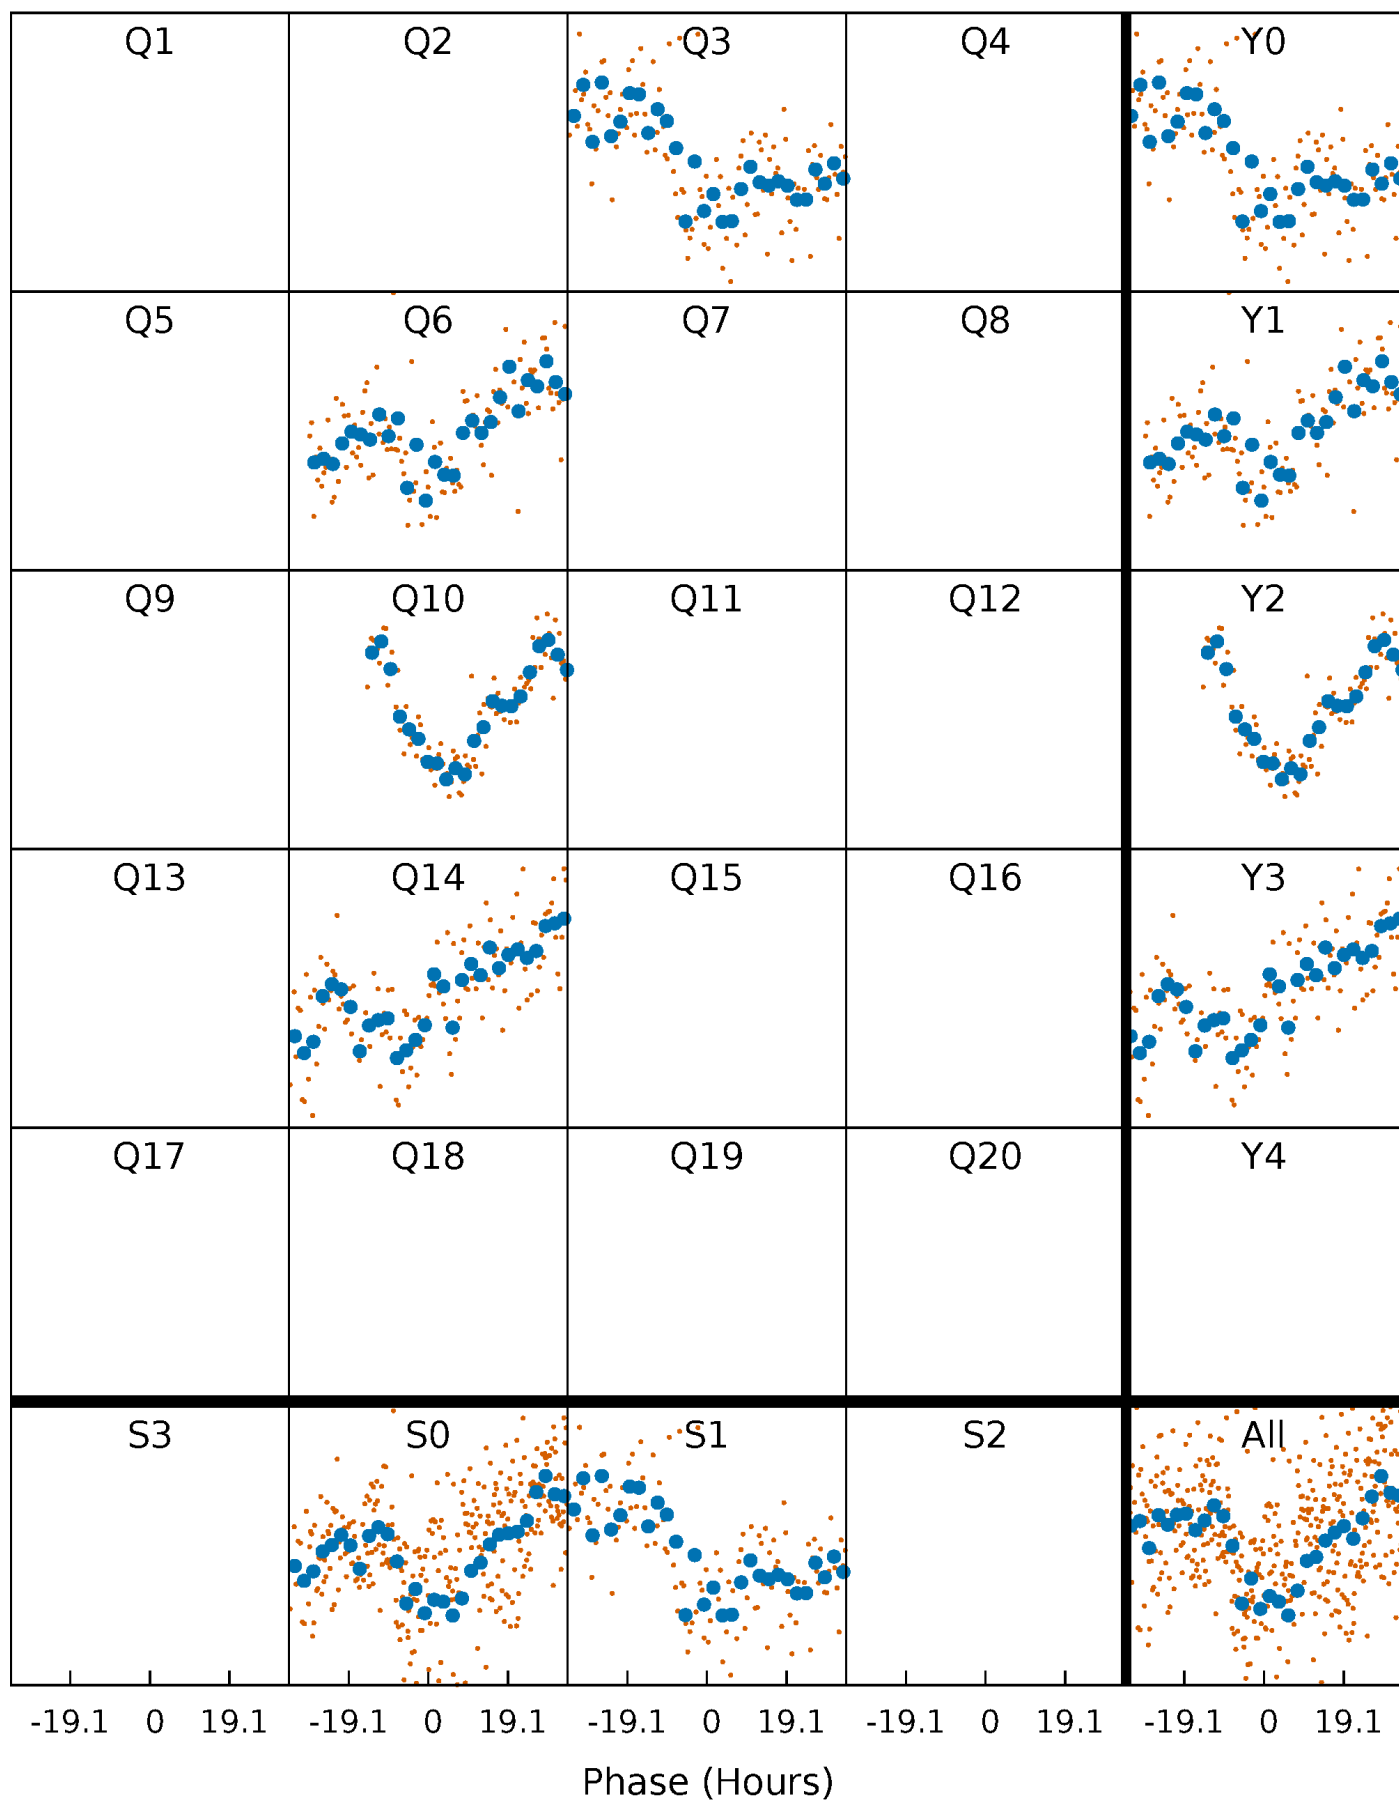 Q1 Q2 Q3 Q4 Y0
Q5 Q6 Q7 Q8 Y1
Q9 Q10 Q11 Q12 Y2
Q13 Q14 Q15 Q16 Y3
Q17 Q18 Q19 Q20 Y4
S3 S0 S1 S2 All
-19.1 0 19.1 -19.1 0 19.1 -19.1 0 19.1 -19.1 0 19.1 -19.1 0 19.1
Phase (Hours)